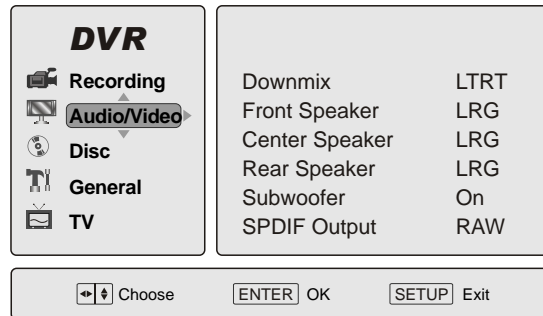 DVR
Recording
Audio/Video
Disc
General
TV
Downmix LTRT
Front Speaker LRG
Center Speaker LRG
Rear Speaker LRG
Subwoofer On
SPDIF Output RAW
Choose ENTER OK SETUP Exit